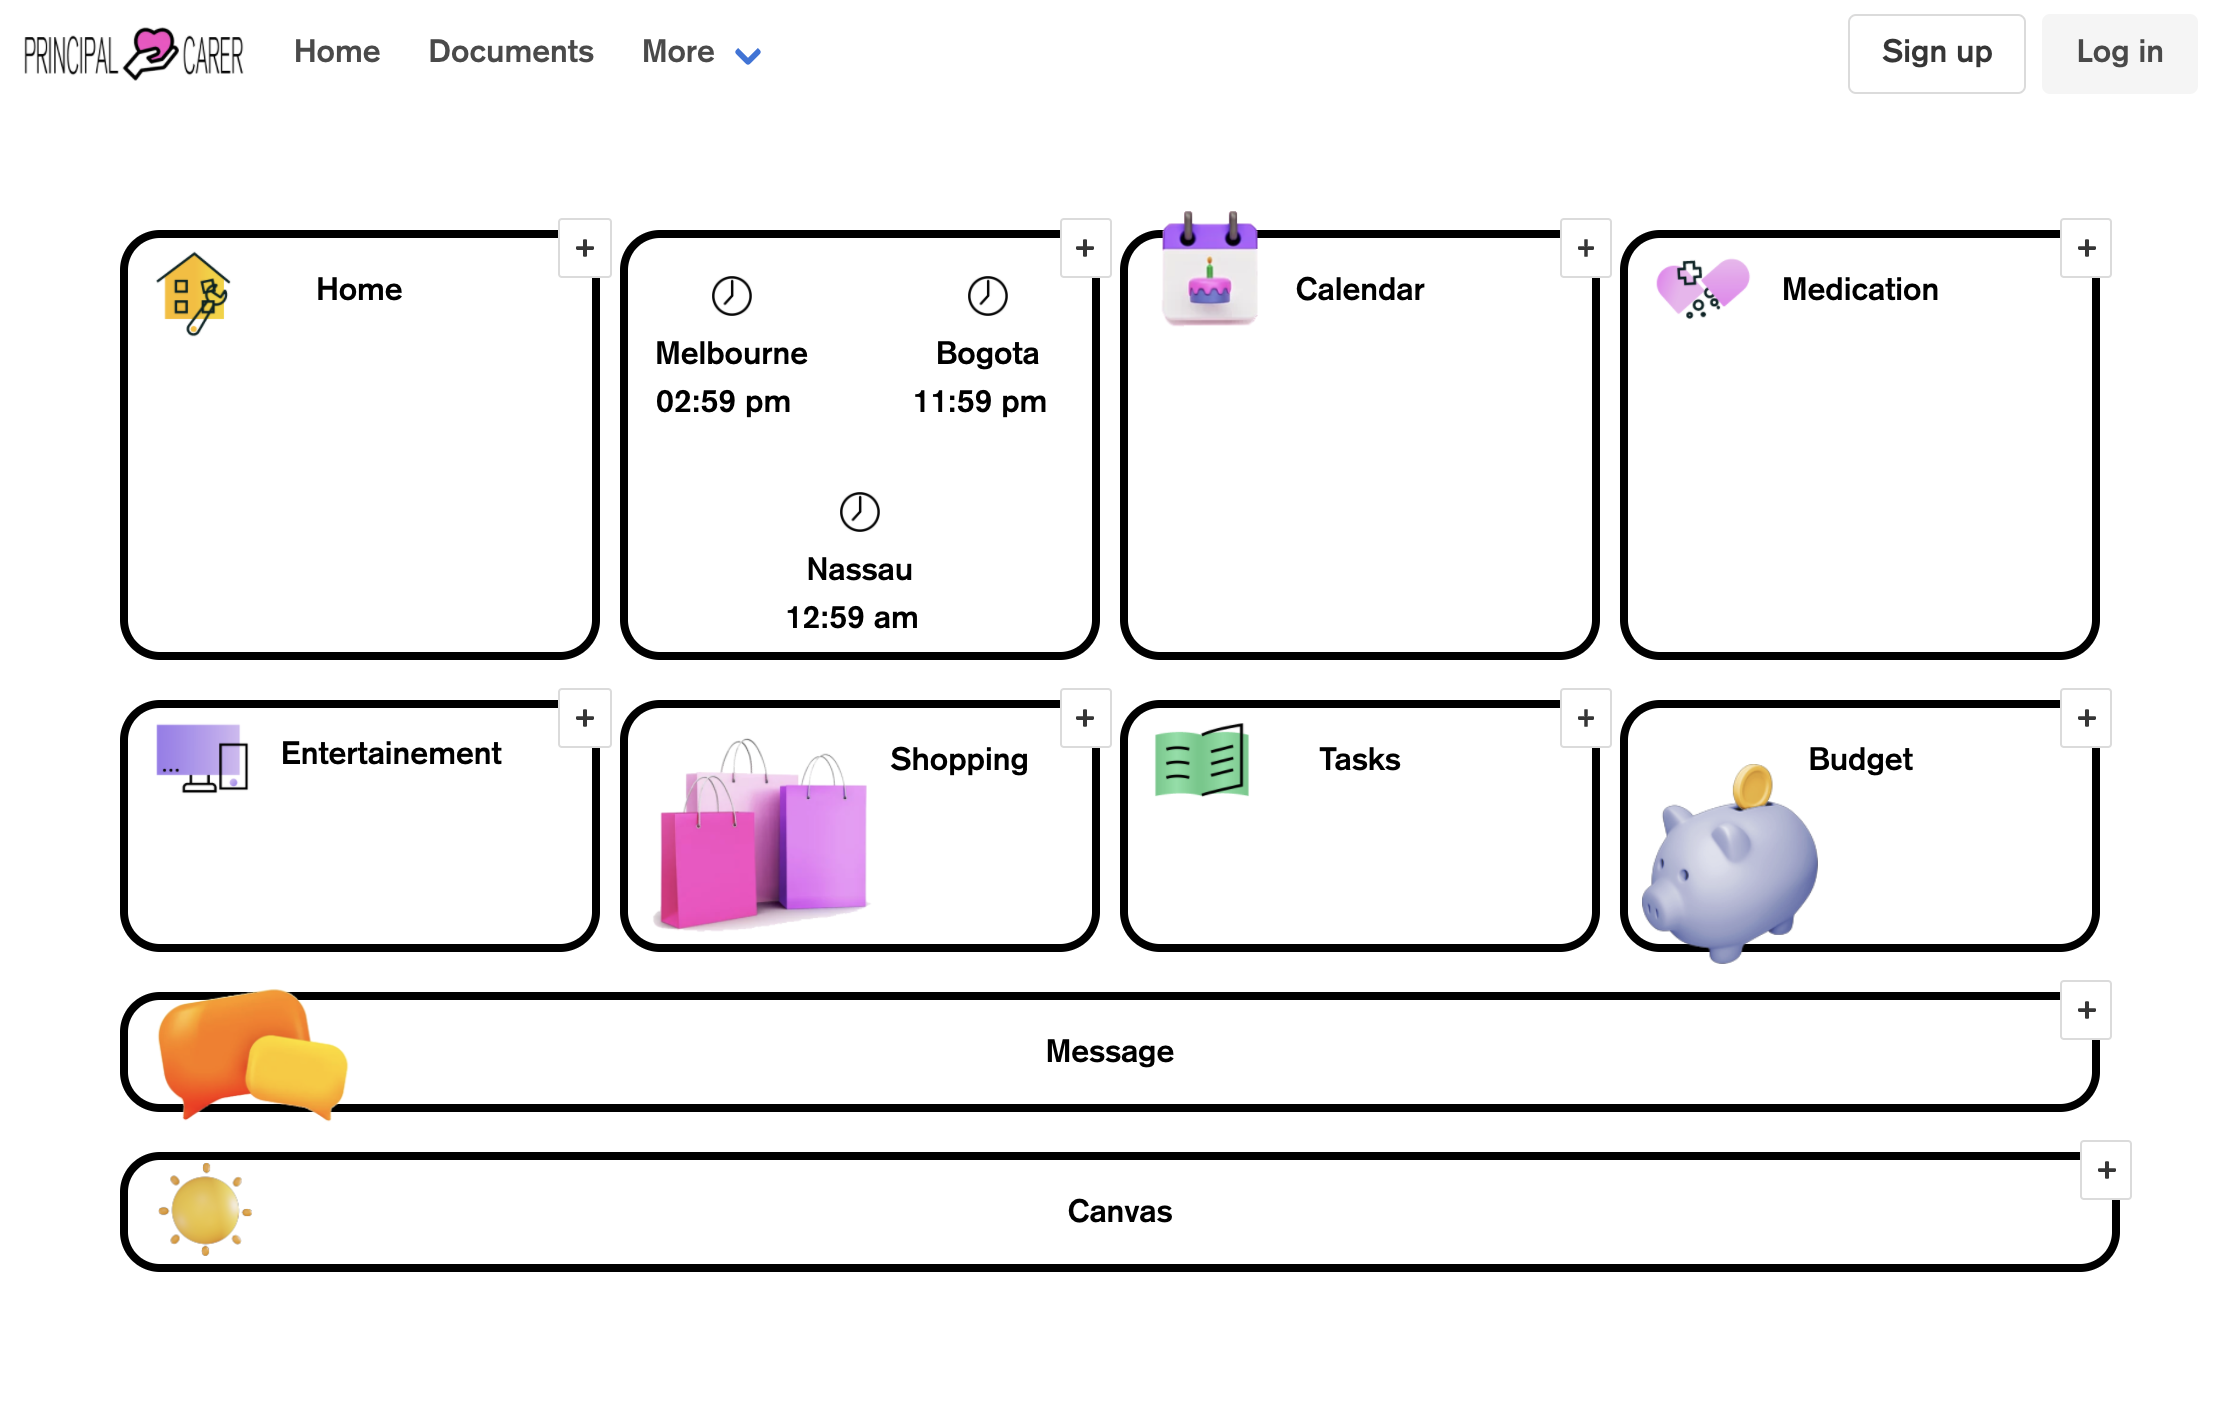 PRINCIPAL CARER
Home
Documents
More
Sign up
Log in
Home
+
Melbourne
02:59 pm
Bogota
11:59 pm
Nassau
12:59 am
+
Calendar
+
Medication
+
Entertainement
+
Shopping
+
Tasks
+
Budget
+
Message
+
Canvas
+